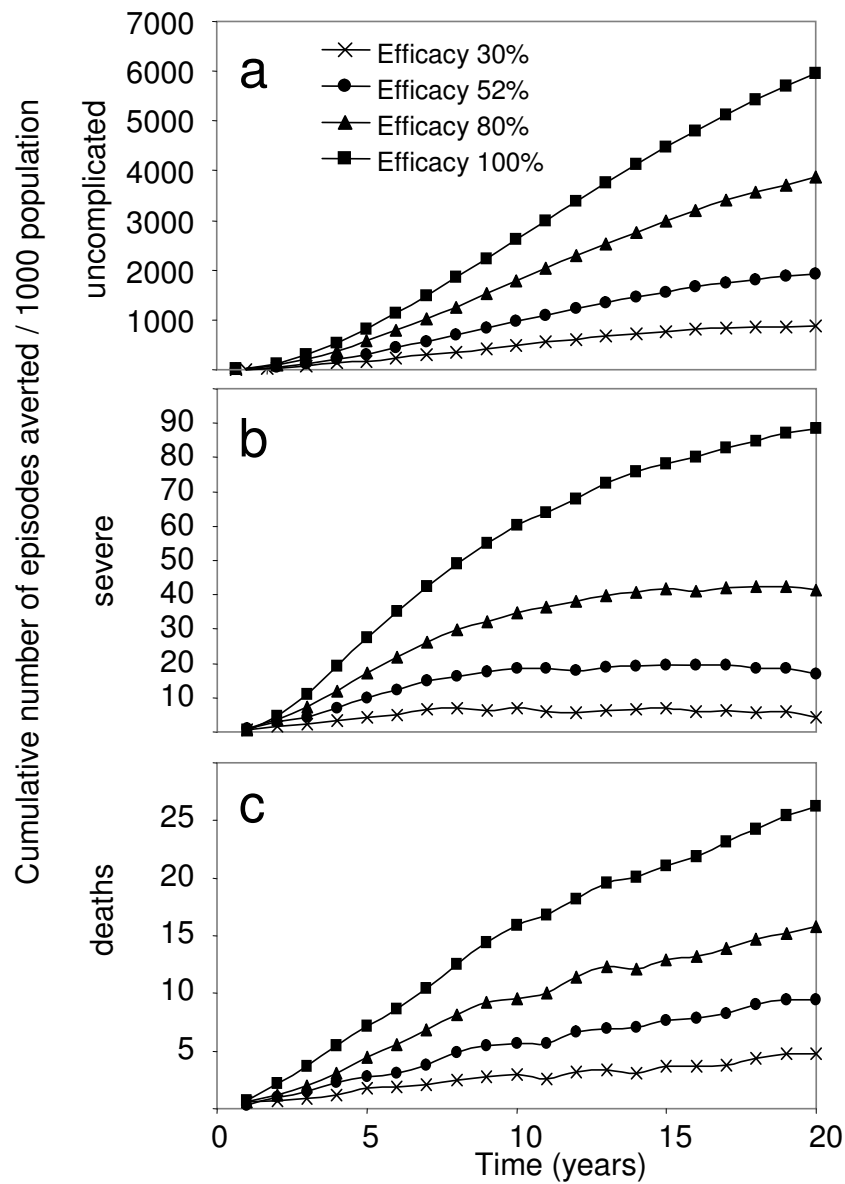 Cumulative number of episodes averted / 1000 population
uncomplicated
7000
6000
5000
4000
3000
2000
1000
a
Efficacy 30%
Efficacy 52%
Efficacy 80%
Efficacy 100%
severe
90
80
70
60
50
40
30
20
10
b
deaths
25
20
15
10
5
c
0 5 10 15 20
Time (years)